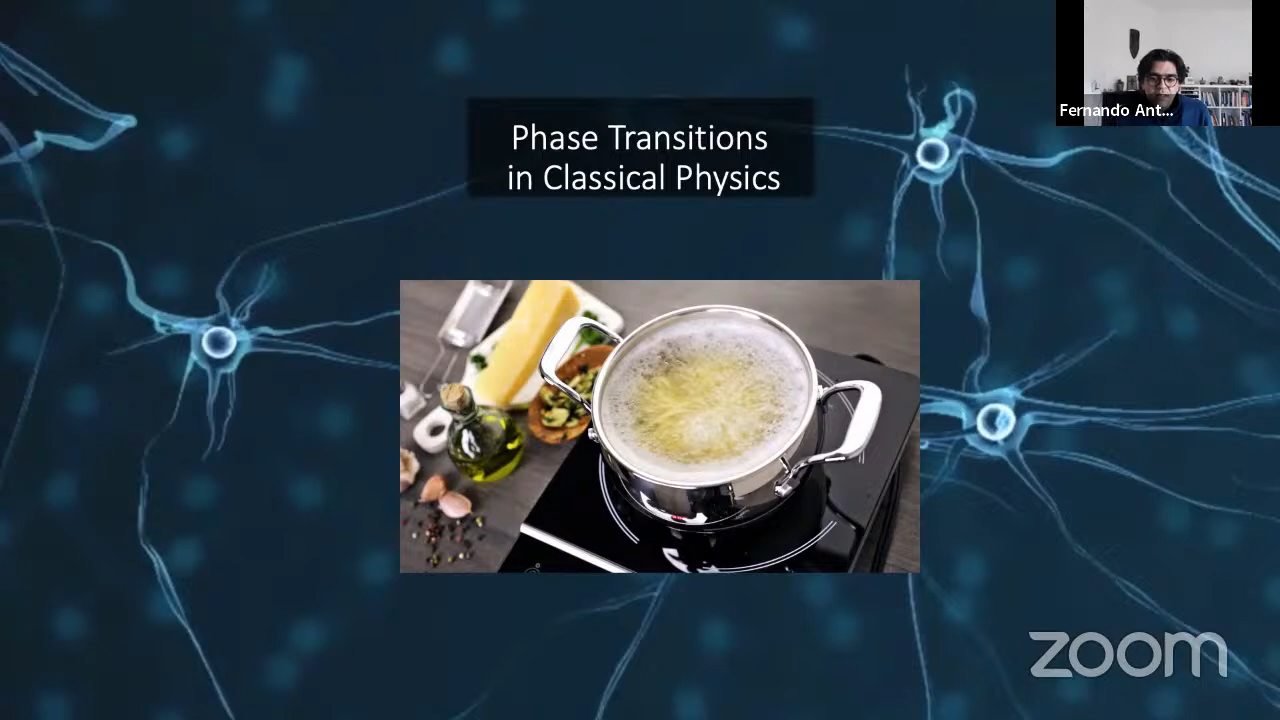 Phase Transitions
in Classical Physics
Fernando Ant...
zoom